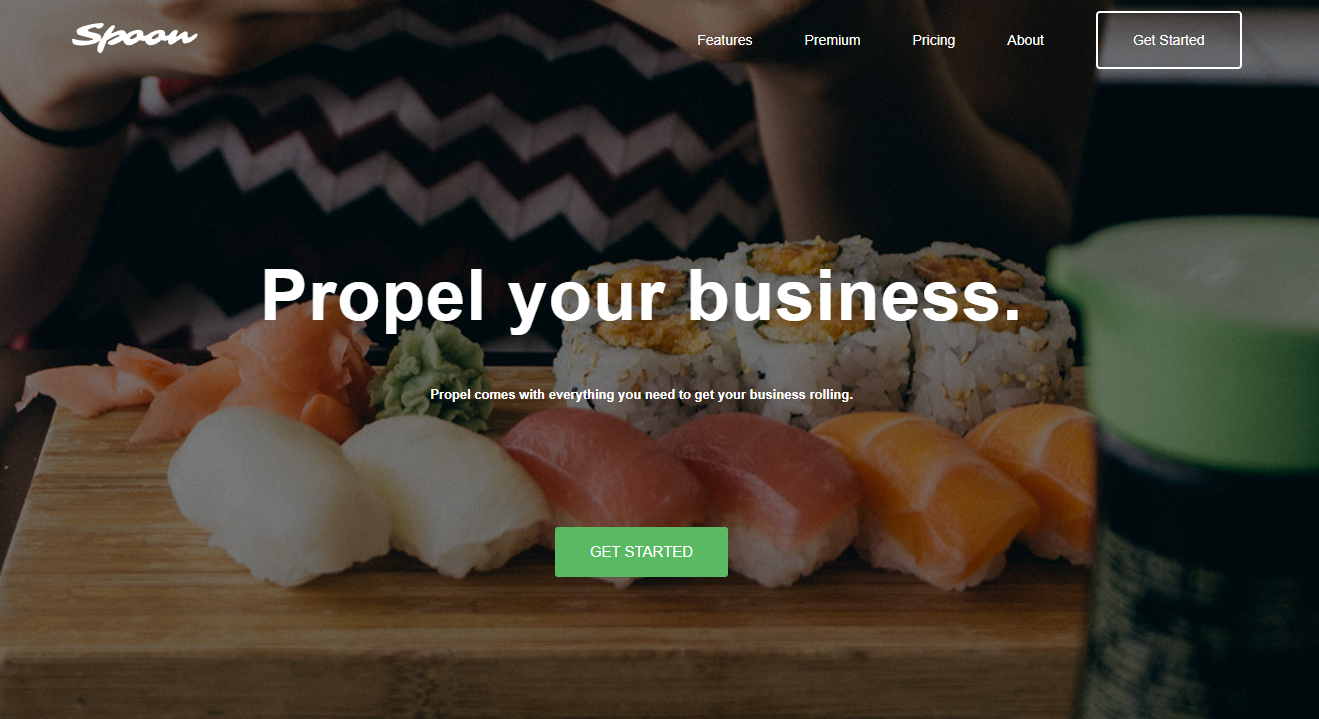 Spoon
Features
Premium
Pricing
About
Get Started
Propel your business.
Propel comes with everything you need to get your business rolling.
GET STARTED